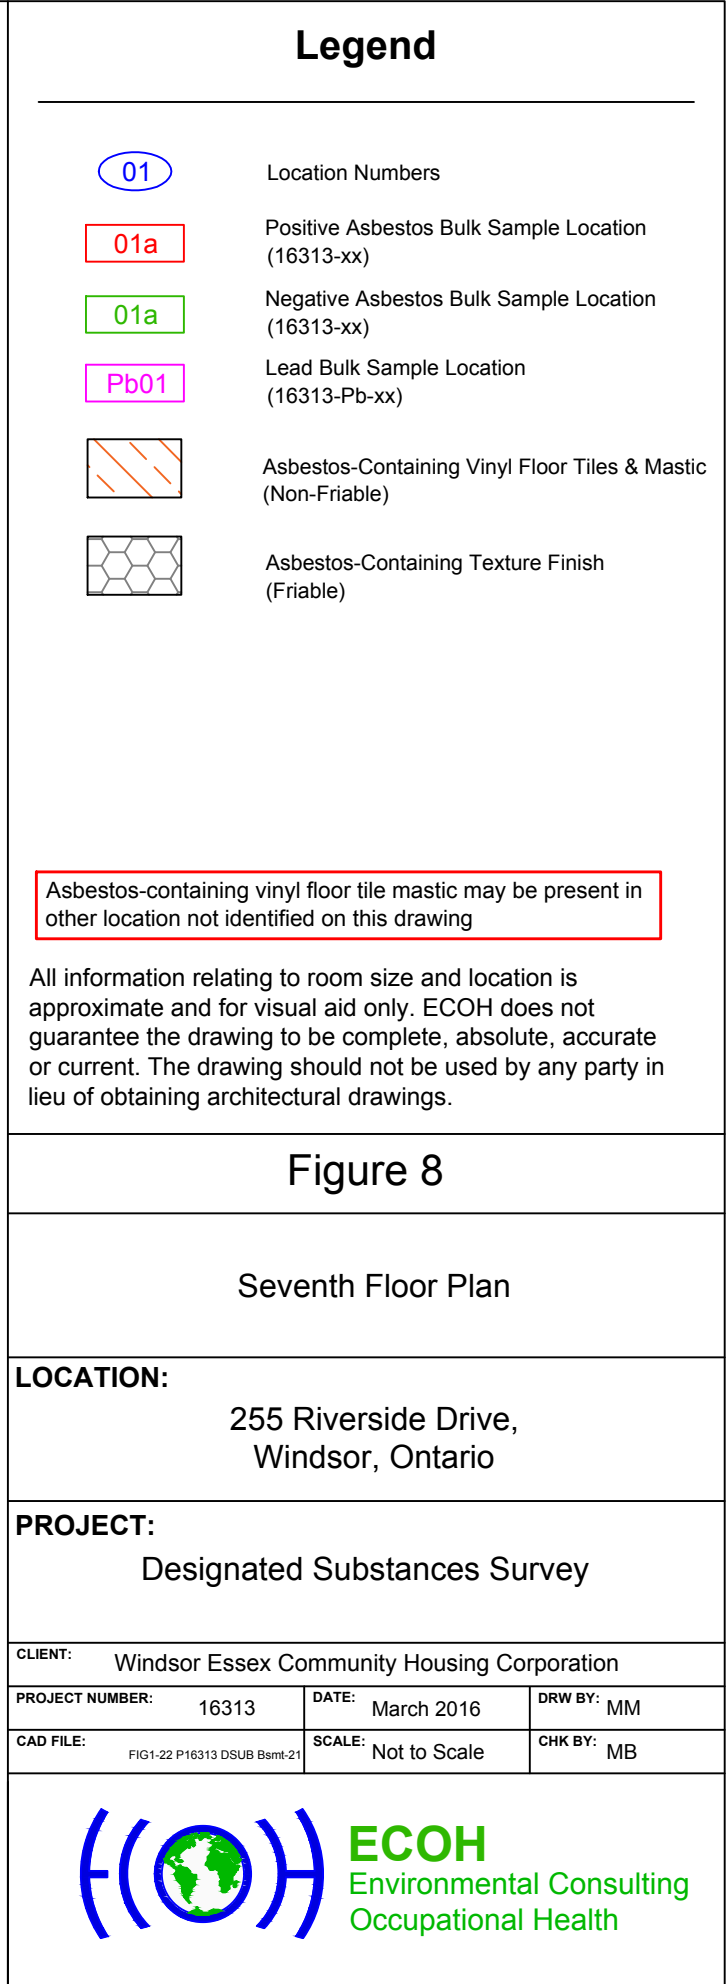 Legend
01
Location Numbers
01a
Positive Asbestos Bulk Sample Location
(16313-xx)
01a
Negative Asbestos Bulk Sample Location
(16313-xx)
Pb01
Lead Bulk Sample Location
(16313-Pb-xx)
Asbestos-Containing Vinyl Floor Tiles & Mastic
(Non-Friable)
Asbestos-Containing Texture Finish
(Friable)
Asbestos-containing vinyl floor tile mastic may be present in
other location not identified on this drawing
All information relating to room size and location is
approximate and for visual aid only. ECOH does not
guarantee the drawing to be complete, absolute, accurate
or current. The drawing should not be used by any party in
lieu of obtaining architectural drawings.
Figure 8
Seventh Floor Plan
LOCATION:
255 Riverside Drive,
Windsor, Ontario
PROJECT:
Designated Substances Survey
CLIENT: Windsor Essex Community Housing Corporation
PROJECT NUMBER: 16313 DATE: March 2016 DRW BY: MM
CAD FILE: FIG1-22 P16313 DSUB Bsmt-21 SCALE: Not to Scale CHK BY: MB
ECOH
Environmental Consulting
Occupational Health